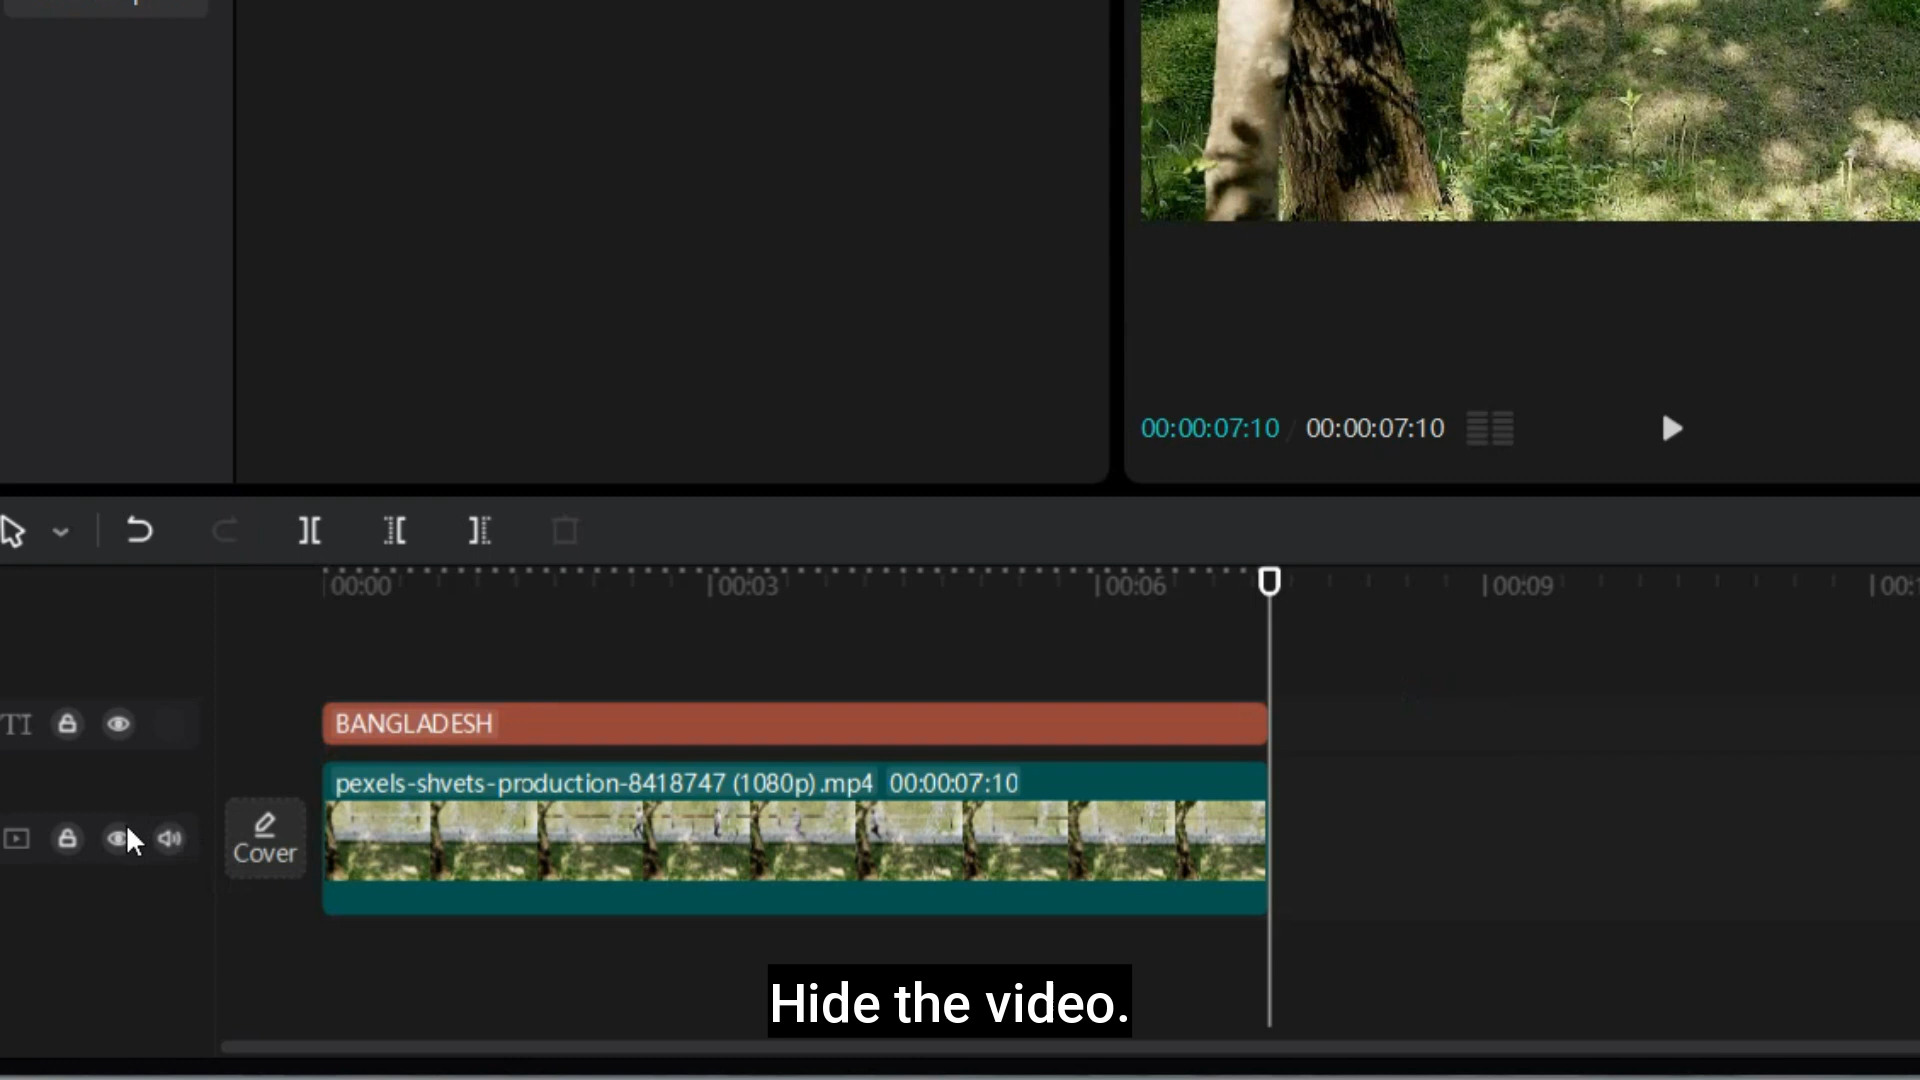 00:00:07:10 / 00:00:07:10
00:00 00:03 00:06 00:09
TI BANGLADESH
pexels-shvets-production-8418747 (1080p).mp4 00:00:07:10
Cover
Hide the video.